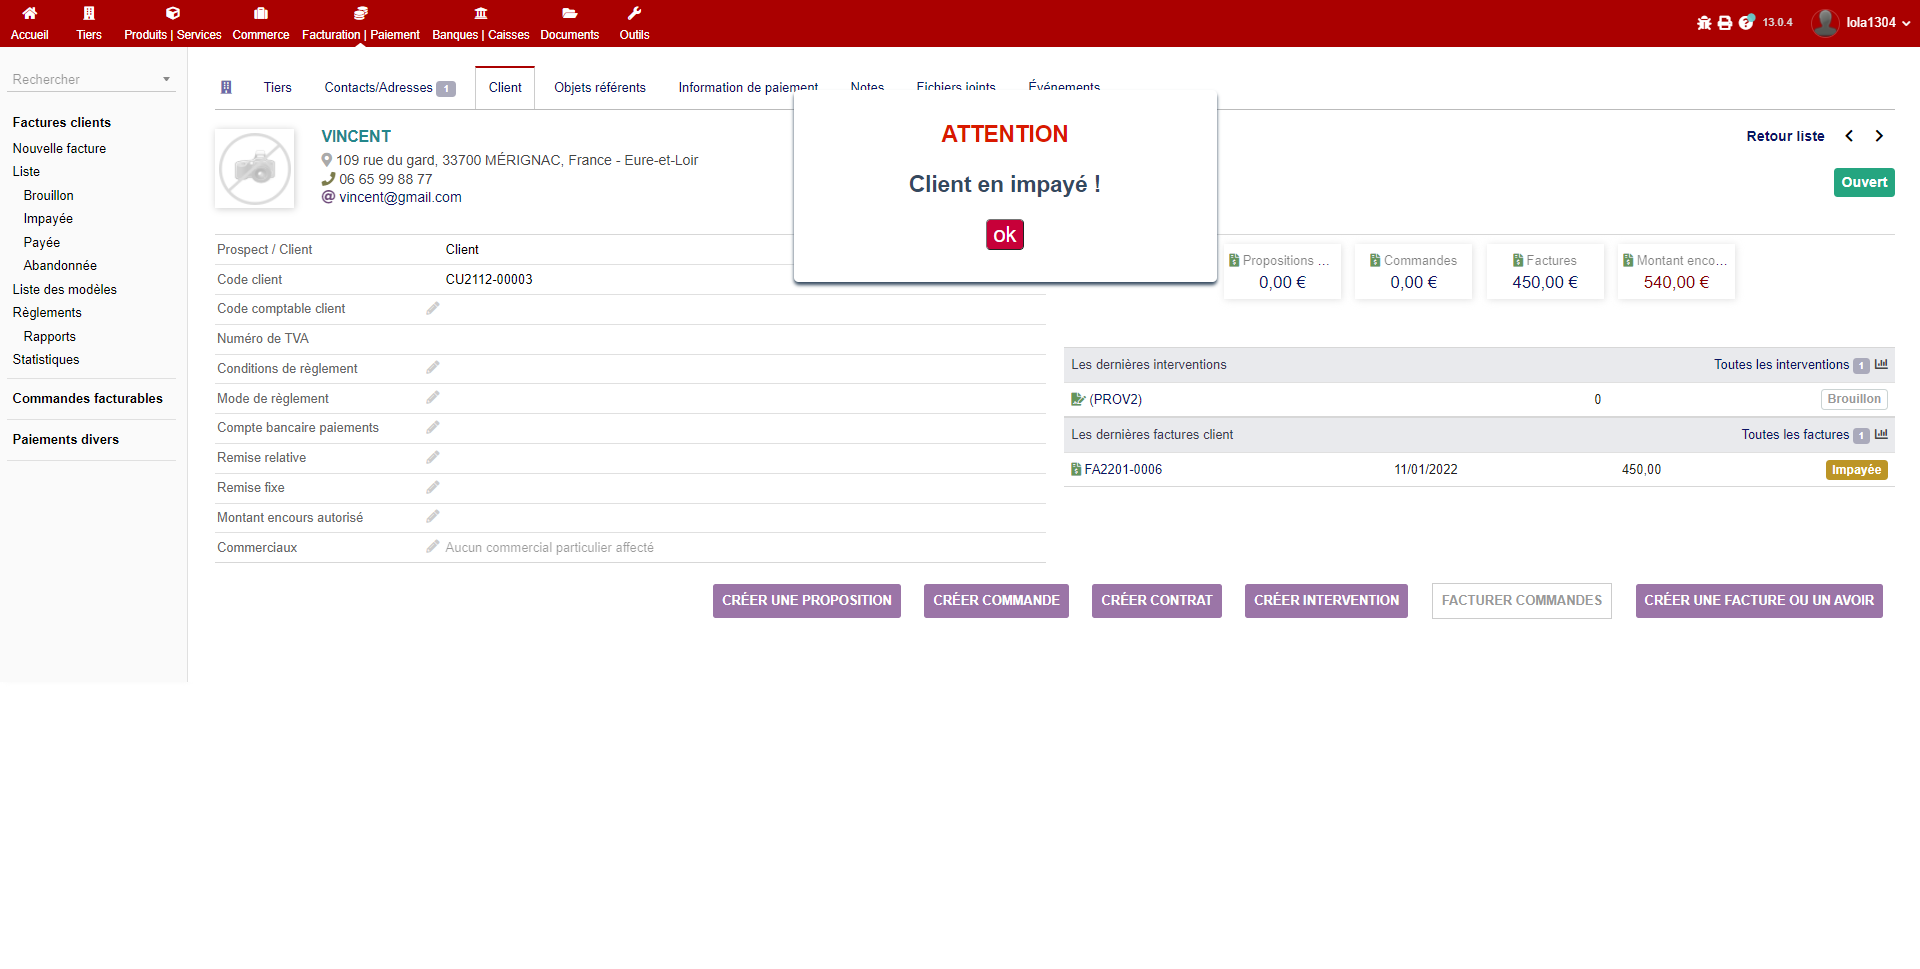 Accueil
Tiers
Produits | Services
Commerce
Facturation | Paiement
Banques | Caisses
Documents
Outils
13.0.4
lola1304
Rechercher
Factures clients
Nouvelle facture
Liste
Brouillon
Impayée
Payée
Abandonnée
Liste des modèles
Règlements
Rapports
Statistiques
Commandes facturables
Paiements divers
Tiers
Contacts/Adresses 1
Client
Objets référents
Information de paiement
Notes
Fichiers joints
Événements
VINCENT
109 rue du gard, 33700 MÉRIGNAC, France - Eure-et-Loir
06 65 99 88 77
@ vincent@gmail.com
Retour liste
Ouvert
ATTENTION
Client en impayé !
ok
Prospect / Client Client
Code client CU2112-00003
Code comptable client
Numéro de TVA
Conditions de règlement
Mode de règlement
Compte bancaire paiements
Remise relative
Remise fixe
Montant encours autorisé
Commerciaux Aucun commercial particulier affecté
Propositions ...
0,00 €
Commandes
0,00 €
Factures
450,00 €
Montant enco...
540,00 €
Les dernières interventions Toutes les interventions 1
(PROV2) 0 Brouillon
Les dernières factures client Toutes les factures 1
FA2201-0006 11/01/2022 450,00 Impayée
CRÉER UNE PROPOSITION
CRÉER COMMANDE
CRÉER CONTRAT
CRÉER INTERVENTION
FACTURER COMMANDES
CRÉER UNE FACTURE OU UN AVOIR